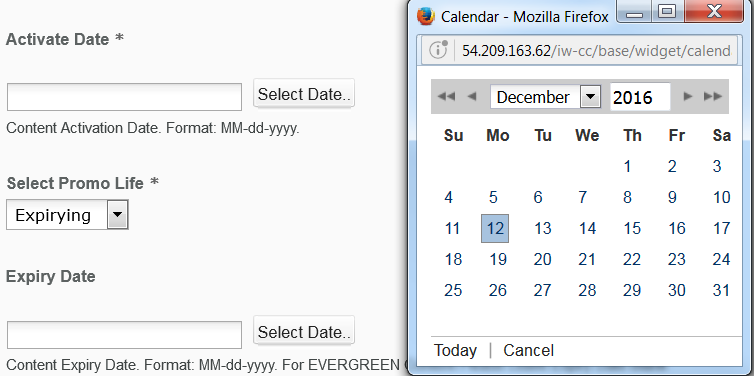 Activate Date *
Select Date..
Content Activation Date. Format: MM-dd-yyyy.
Select Promo Life *
Expirying
Expiry Date
Select Date..
Content Expiry Date. Format: MM-dd-yyyy. For EVERGREEN
Calendar - Mozilla Firefox
54.209.163.62/iw-cc/base/widget/calend
December 2016
Su Mo Tu We Th Fr Sa
1 2 3
4 5 6 7 8 9 10
11 12 13 14 15 16 17
18 19 20 21 22 23 24
25 26 27 28 29 30 31
Today | Cancel